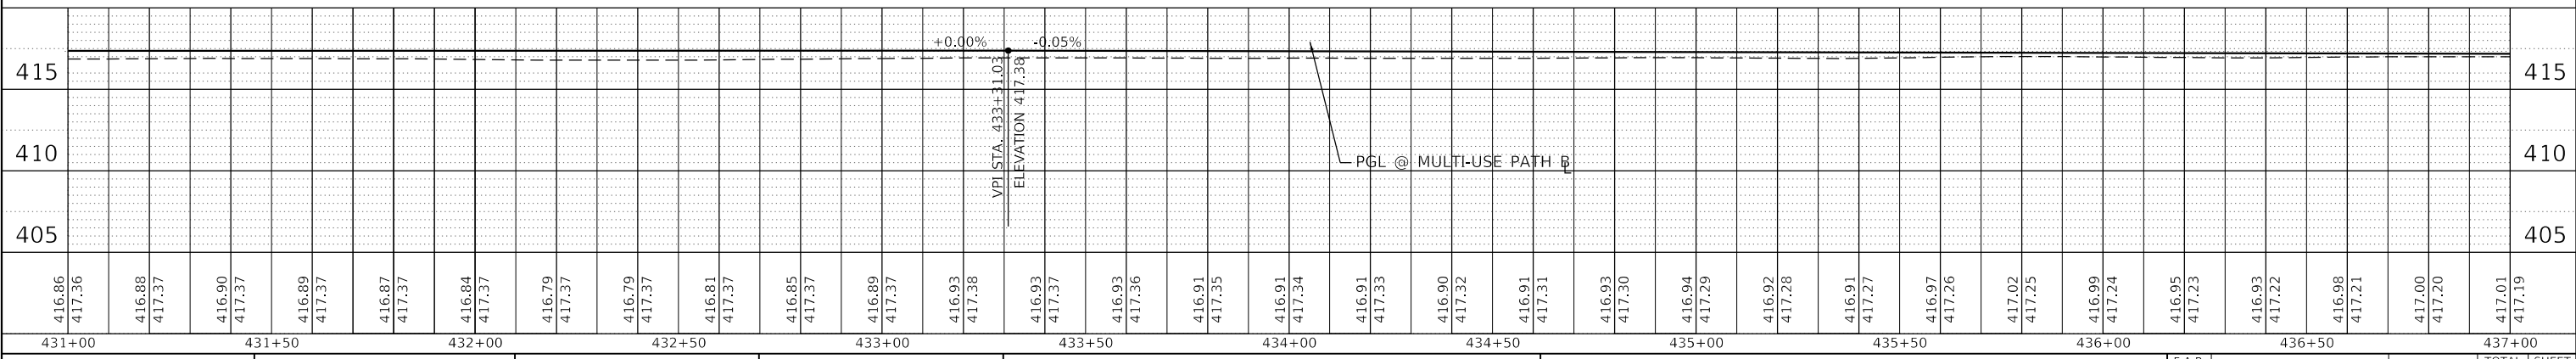 +0.00% -0.05%
415 415
VPI STA. 433+31.03
ELEVATION 417.38
410 410
PGL @ MULTI-USE PATH BL
405 405
416.86 416.88 416.90 416.89 416.87 416.84 416.79 416.79 416.81 416.85 416.89 416.93 416.93 416.93 416.91 416.91 416.91 416.90 416.91 416.93 416.94 416.92 416.91 416.97 417.02 416.99 416.95 416.93 416.98 417.00 417.01
417.36 417.37 417.37 417.37 417.37 417.37 417.37 417.37 417.37 417.37 417.37 417.38 417.37 417.36 417.35 417.34 417.33 417.32 417.31 417.30 417.29 417.28 417.27 417.26 417.25 417.24 417.23 417.22 417.21 417.20 417.19
431+00 431+50 432+00 432+50 433+00 433+50 434+00 434+50 435+00 435+50 436+00 436+50 437+00